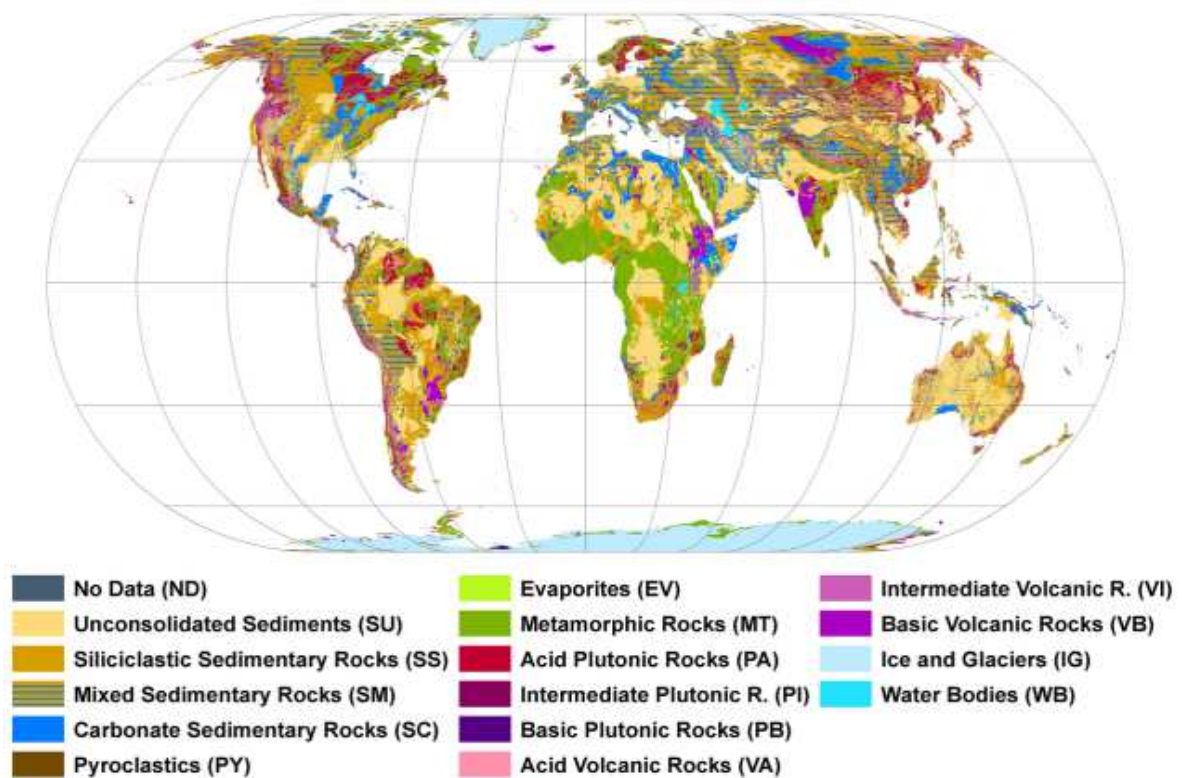 No Data (ND)
Unconsolidated Sediments (SU)
Siliciclastic Sedimentary Rocks (SS)
Mixed Sedimentary Rocks (SM)
Carbonate Sedimentary Rocks (SC)
Pyroclastics (PY)
Evaporites (EV)
Metamorphic Rocks (MT)
Acid Plutonic Rocks (PA)
Intermediate Plutonic R. (PI)
Basic Plutonic Rocks (PB)
Acid Volcanic Rocks (VA)
Intermediate Volcanic R. (VI)
Basic Volcanic Rocks (VB)
Ice and Glaciers (IG)
Water Bodies (WB)